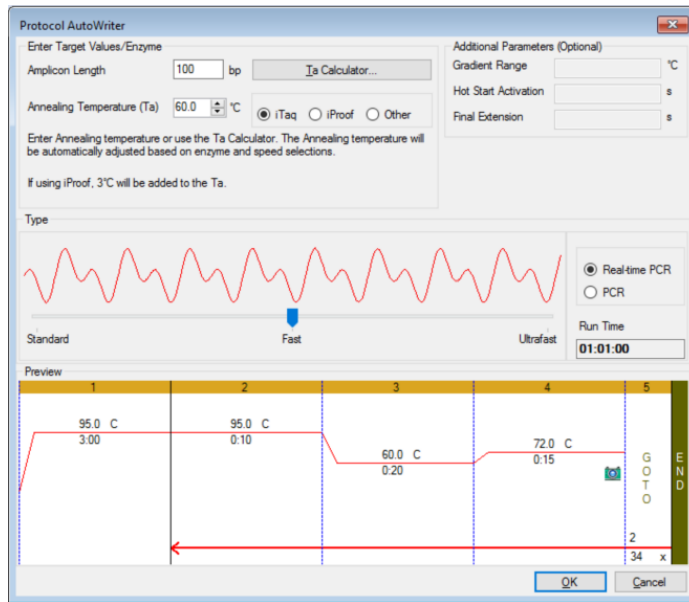 Protocol AutoWriter
Enter Target Values/Enzyme
Amplicon Length 100 bp Ta Calculator...
Annealing Temperature (Ta) 60.0 °C iTaq iProof Other
Enter Annealing temperature or use the Ta Calculator. The Annealing temperature will
be automatically adjusted based on enzyme and speed selections.
If using iProof, 3°C will be added to the Ta.
Additional Parameters (Optional)
Gradient Range °C
Hot Start Activation s
Final Extension s
Type
Standard Fast Ultrafast
Real-time PCR
PCR
Run Time
01:01:00
Preview
1 2 3 4 5
95.0 C
3:00
95.0 C
0:10
60.0 C
0:20
72.0 C
0:15
GOTO
2
34 x
END
OK Cancel